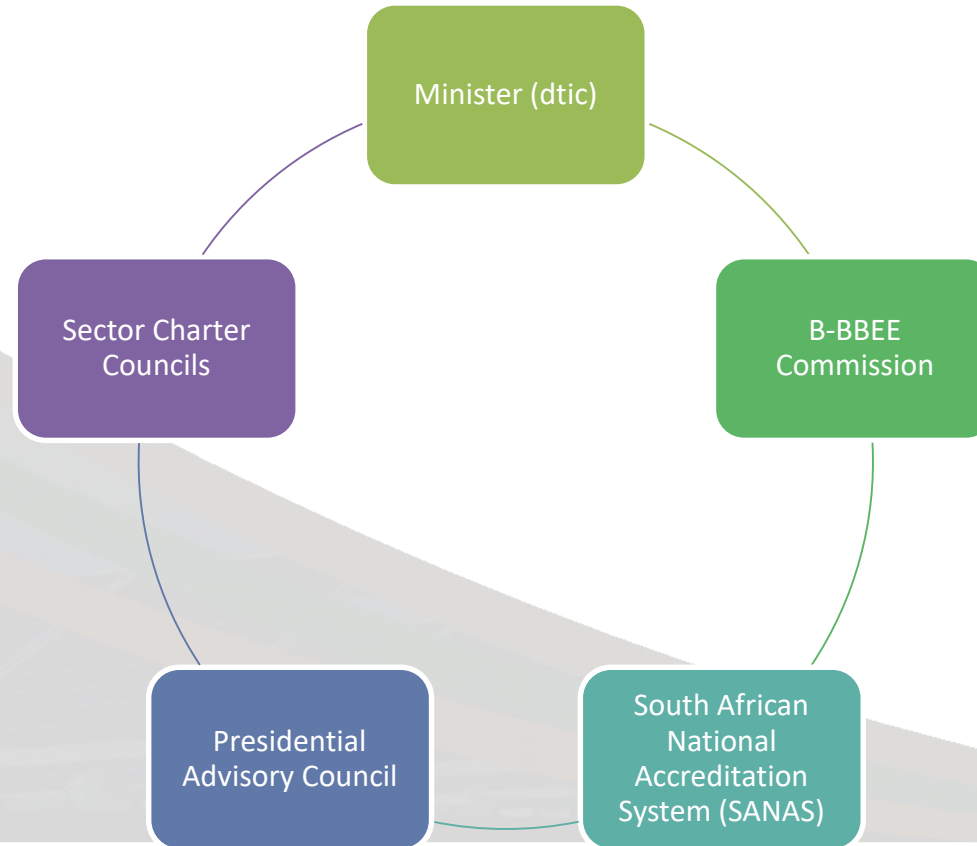 Minister (dtic)
B-BBEE
Commission
South African
National
Accreditation
System (SANAS)
Presidential
Advisory Council
Sector Charter
Councils